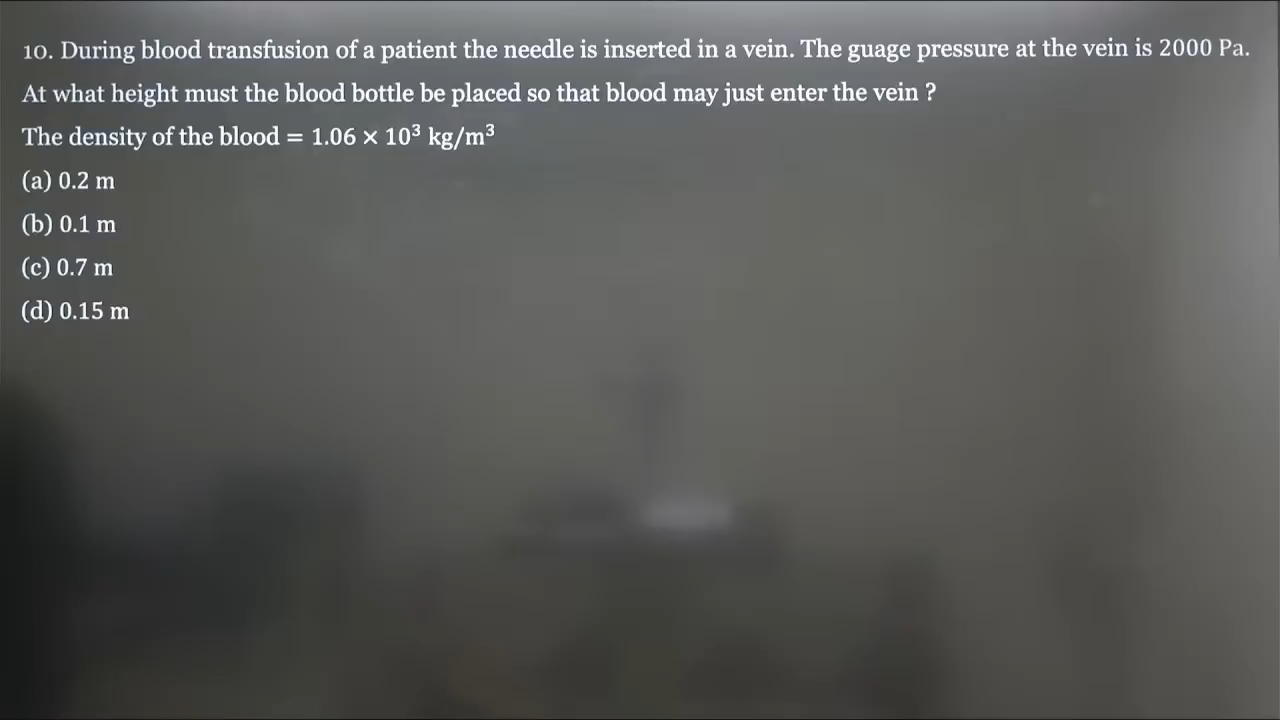 10. During blood transfusion of a patient the needle is inserted in a vein. The guage pressure at the vein is 2000 Pa.
At what height must the blood bottle be placed so that blood may just enter the vein ?
The density of the blood = 1.06 × 10³ kg/m³
(a) 0.2 m
(b) 0.1 m
(c) 0.7 m
(d) 0.15 m